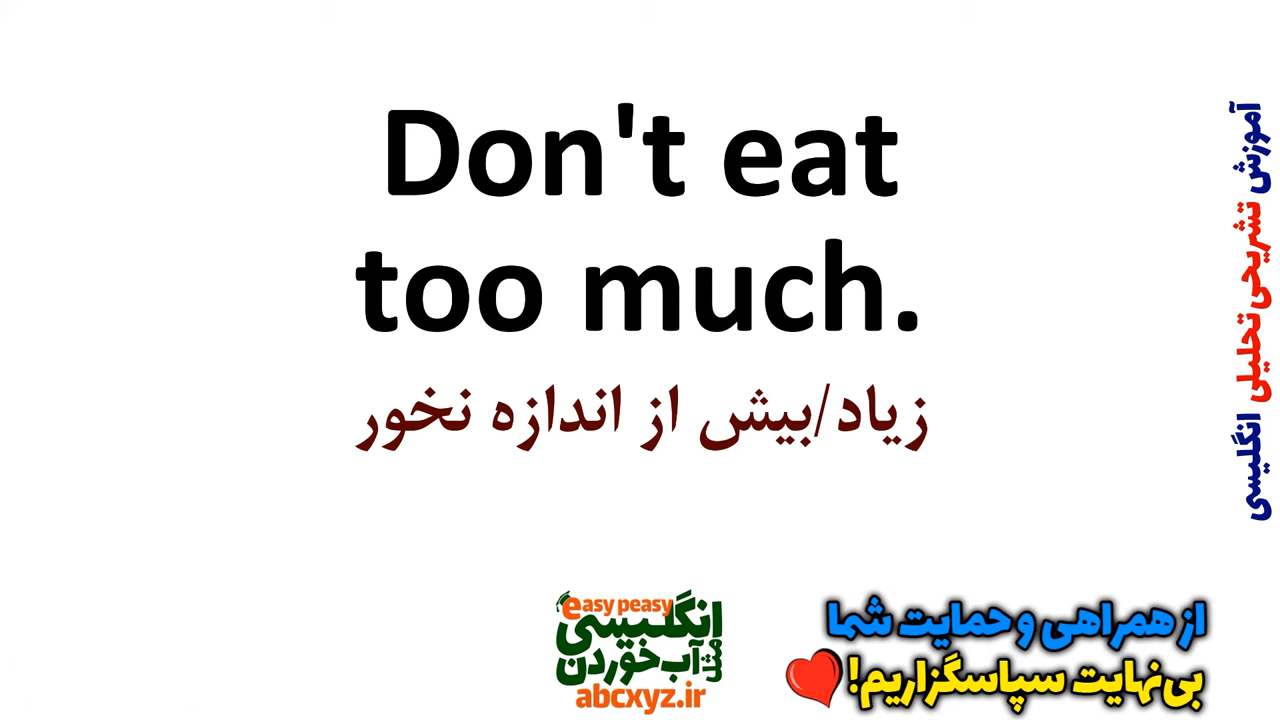 Don't eat
too much.
زیاد/بیش از اندازه نخور
آموزش تشریحی تحلیلی انگلیسی
easy peasy
انگلیسی
مثل آب خوردن
abcxyz.ir
از همراهی و حمایت شما
بی‌نهایت سپاسگزاریم!